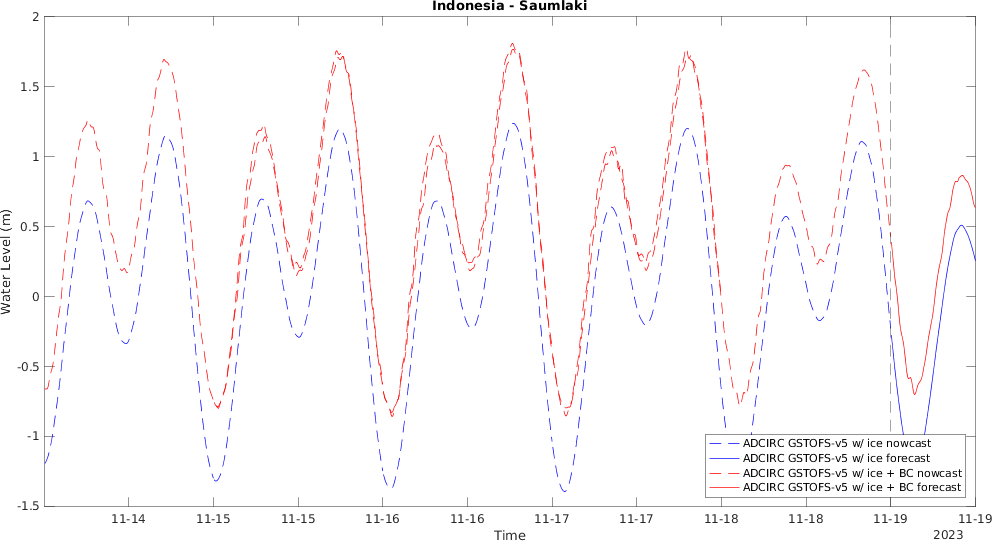 Indonesia - Saumlaki
2
1.5
1
0.5
0
-0.5
-1
-1.5
Water Level (m)
ADCIRC GSTOFS-v5 w/ ice nowcast
ADCIRC GSTOFS-v5 w/ ice forecast
ADCIRC GSTOFS-v5 w/ ice + BC nowcast
ADCIRC GSTOFS-v5 w/ ice + BC forecast
11-14 11-15 11-15 11-16 11-16 11-17 11-17 11-18 11-18 11-19 11-19
Time
2023